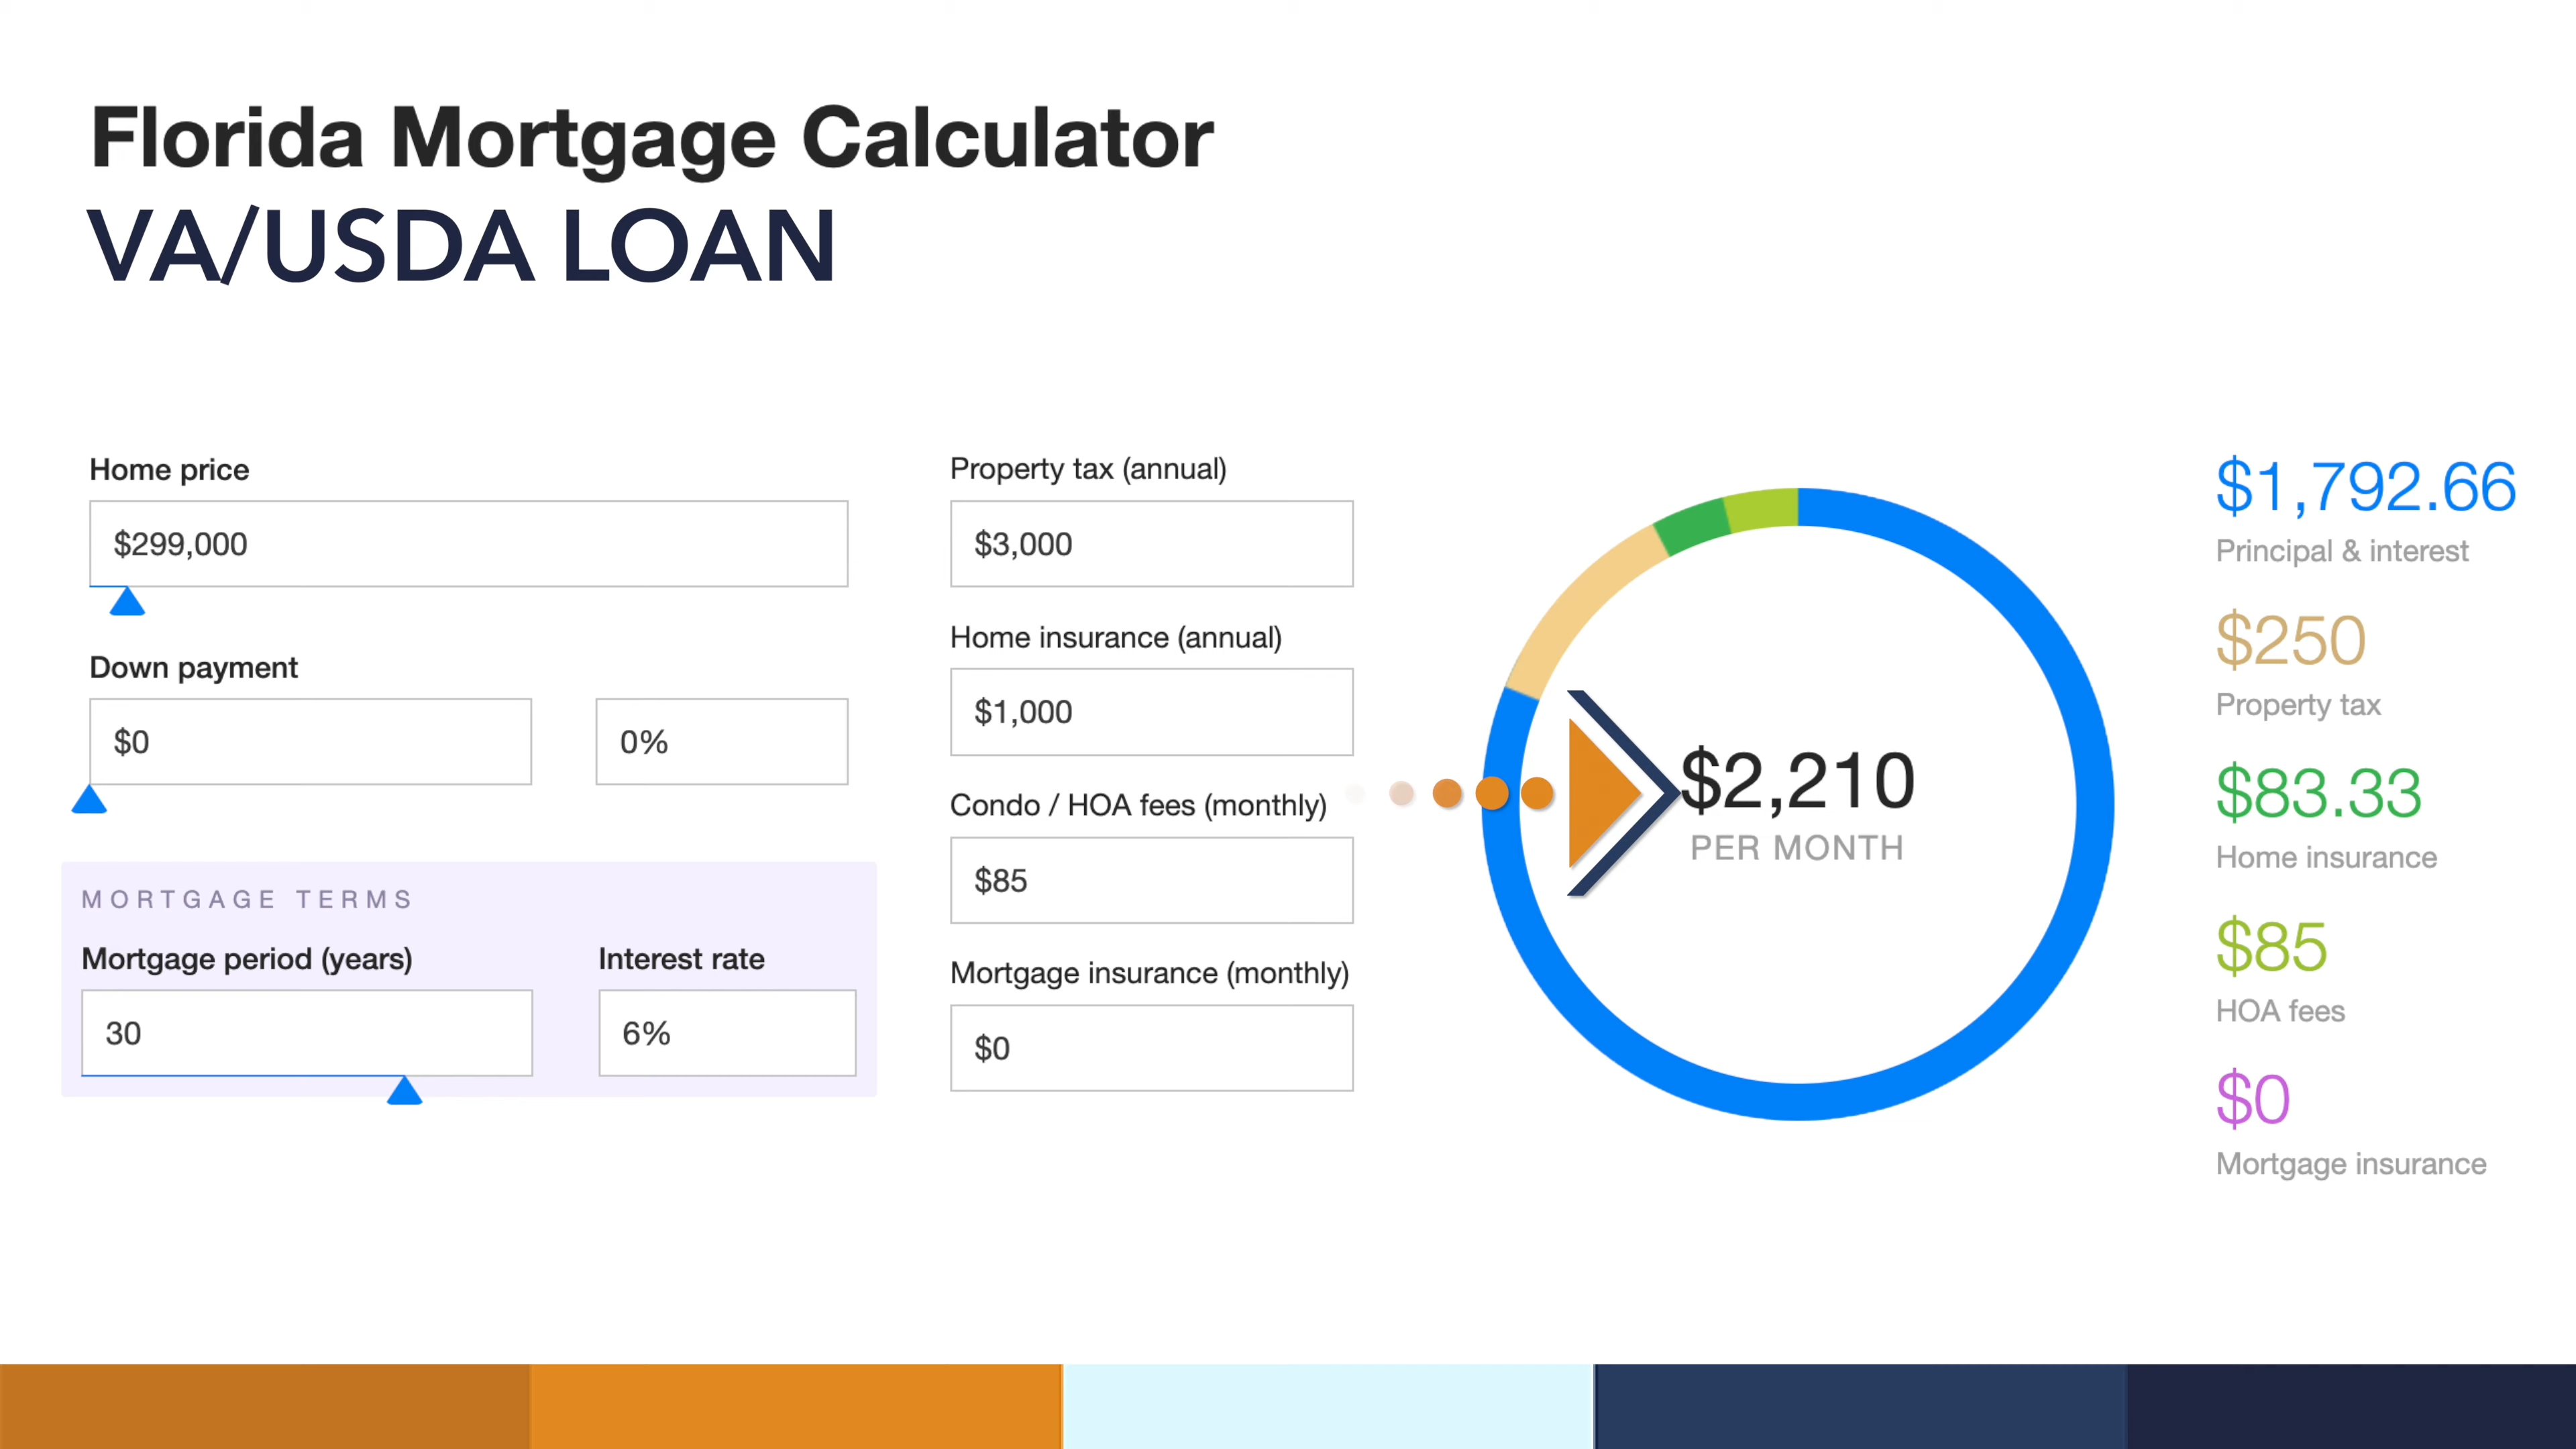 Florida Mortgage Calculator
VA/USDA LOAN
Home price
$299,000
Down payment
$0
0%
MORTGAGE TERMS
Mortgage period (years)
30
Interest rate
6%
Property tax (annual)
$3,000
Home insurance (annual)
$1,000
Condo / HOA fees (monthly)
$85
Mortgage insurance (monthly)
$0
$2,210
PER MONTH
$1,792.66
Principal & interest
$250
Property tax
$83.33
Home insurance
$85
HOA fees
$0
Mortgage insurance